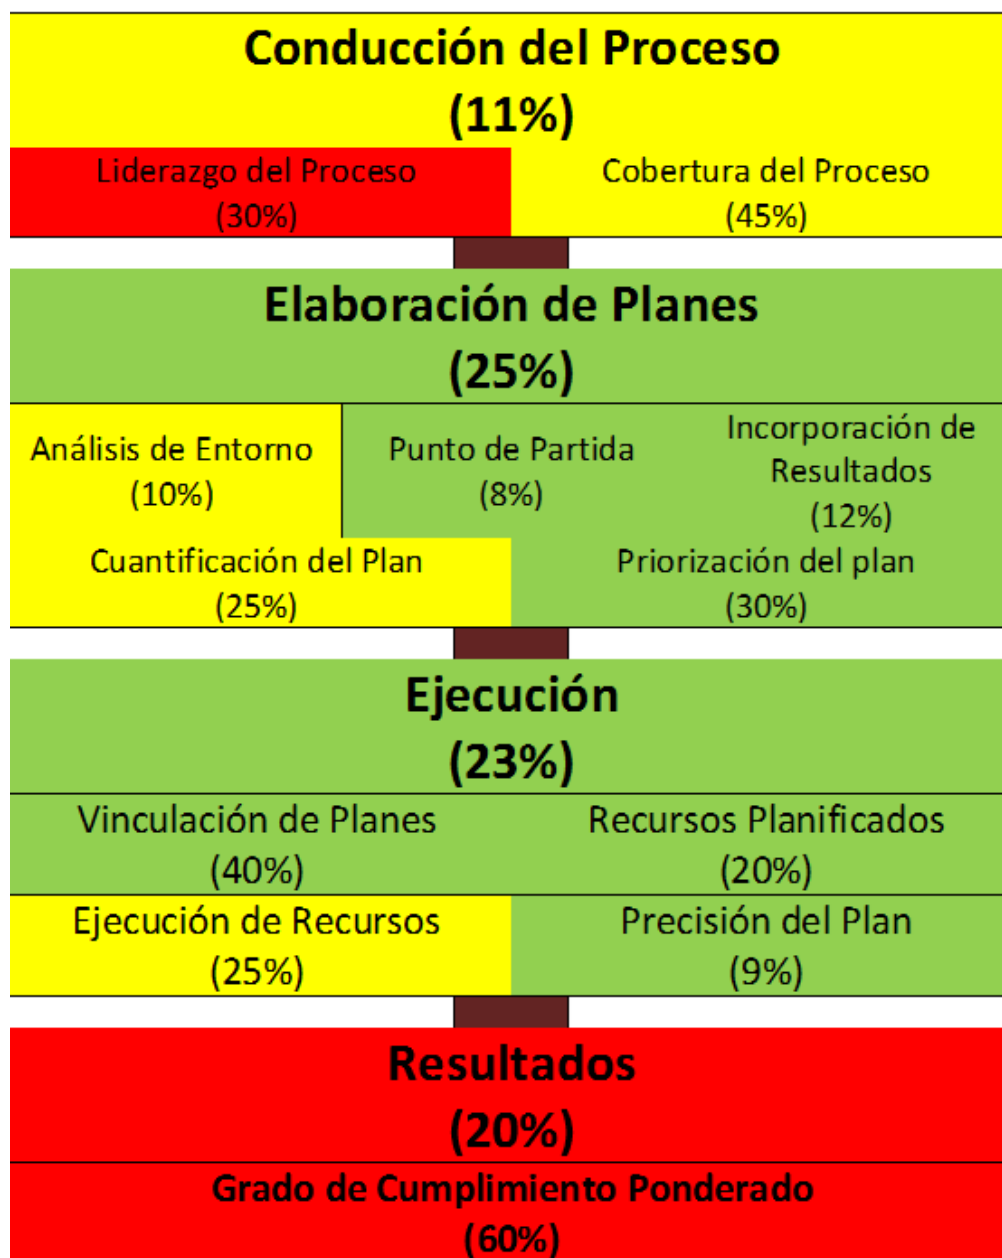 Conducción del Proceso
(11%)
Liderazgo del Proceso
(30%)
Cobertura del Proceso
(45%)
Elaboración de Planes
(25%)
Análisis de Entorno
(10%)
Punto de Partida
(8%)
Incorporación de
Resultados
(12%)
Cuantificación del Plan
(25%)
Priorización del plan
(30%)
Ejecución
(23%)
Vinculación de Planes
(40%)
Recursos Planificados
(20%)
Ejecución de Recursos
(25%)
Precisión del Plan
(9%)
Resultados
(20%)
Grado de Cumplimiento Ponderado
(60%)